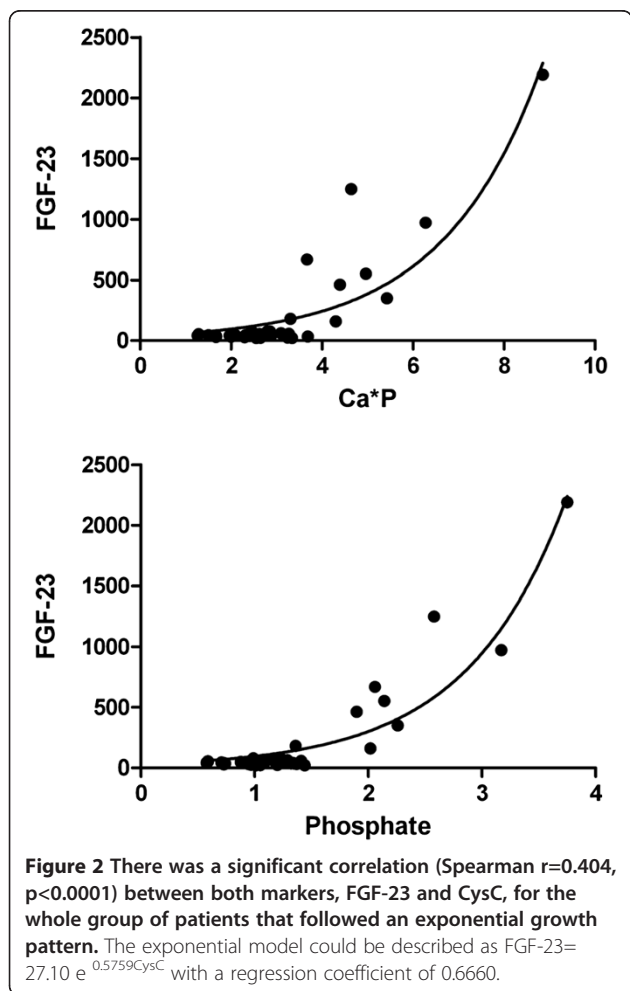 2500
2000
1500
1000
500
0
FGF-23
0 2 4 6 8 10
Ca*P
2500
2000
1500
1000
500
0
FGF-23
0 1 2 3 4
Phosphate
Figure 2 There was a significant correlation (Spearman r=0.404,
p<0.0001) between both markers, FGF-23 and CysC, for the
whole group of patients that followed an exponential growth
pattern. The exponential model could be described as FGF-23=
27.10 e 0.5759CysC with a regression coefficient of 0.6660.